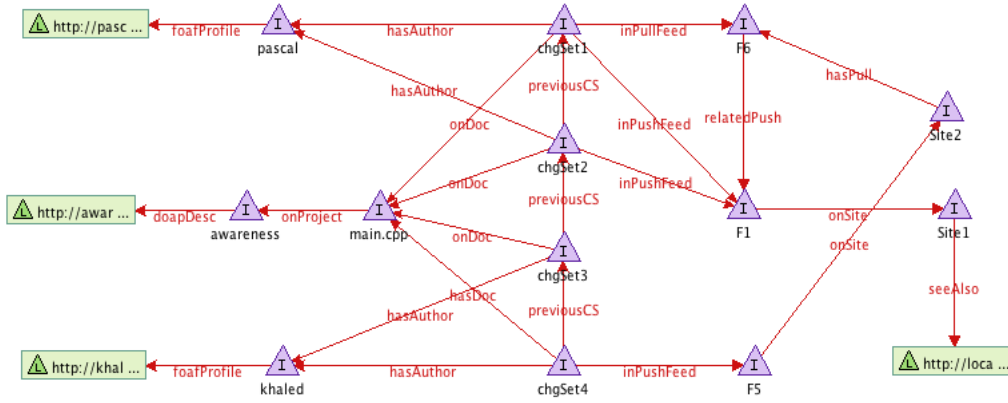 L http://pasc ...
foafProfile
I
pascal
hasAuthor
I
chgSet1
inPullFeed
I
F6
hasPull
hasAuthor
previousCS
relatedPush
I
SIte2
onDoc
inPushFeed
I
chgSet2
onDoc
inPushFeed
previousCS
L http://awar ...
doapDesc
I
awareness
onProject
I
main.cpp
I
F1
onSite
I
Site1
onDoc
onSite
I
chgSet3
hasDoc
hasAuthor
previousCS
seeAlso
L http://khal ...
foafProfile
I
khaled
hasAuthor
I
chgSet4
inPushFeed
I
F5
L http://loca ...